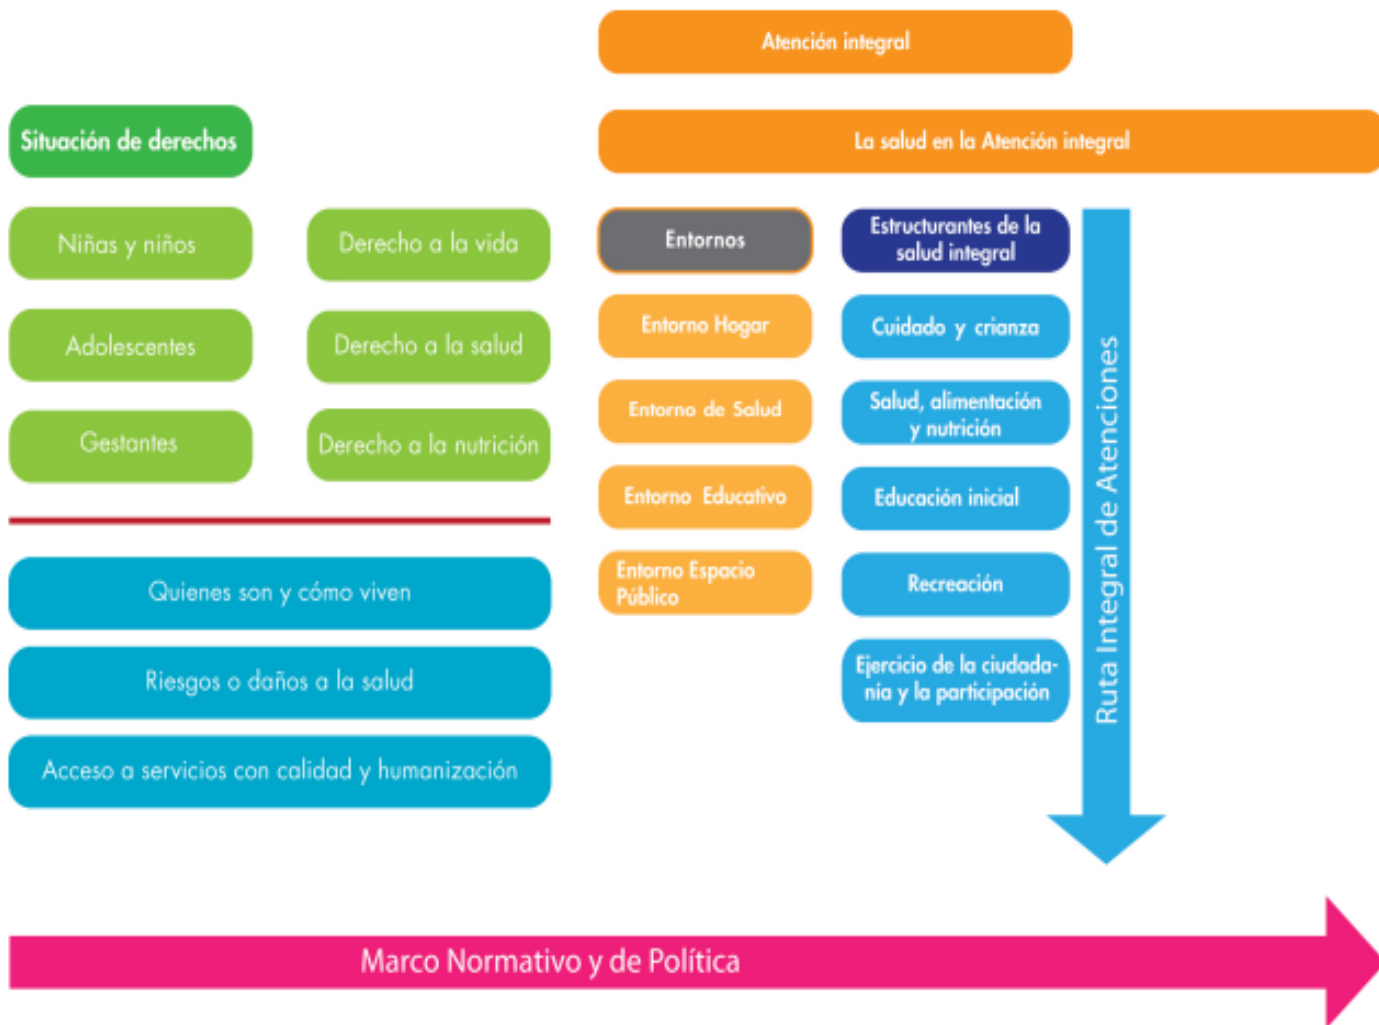 Atención integral
Situación de derechos
La salud en la Atención integral
Niñas y niños
Derecho a la vida
Adolescentes
Derecho a la salud
Gestantes
Derecho a la nutrición
Quienes son y cómo viven
Riesgos o daños a la salud
Acceso a servicios con calidad y humanización
Entornos
Entorno Hogar
Entorno de Salud
Entorno Educativo
Entorno Espacio
Público
Estructurantes de la
salud integral
Cuidado y crianza
Salud, alimentación
y nutrición
Educación inicial
Recreación
Ejercicio de la ciudada-
nía y la participación
Ruta Integral de Atenciones
Marco Normativo y de Política